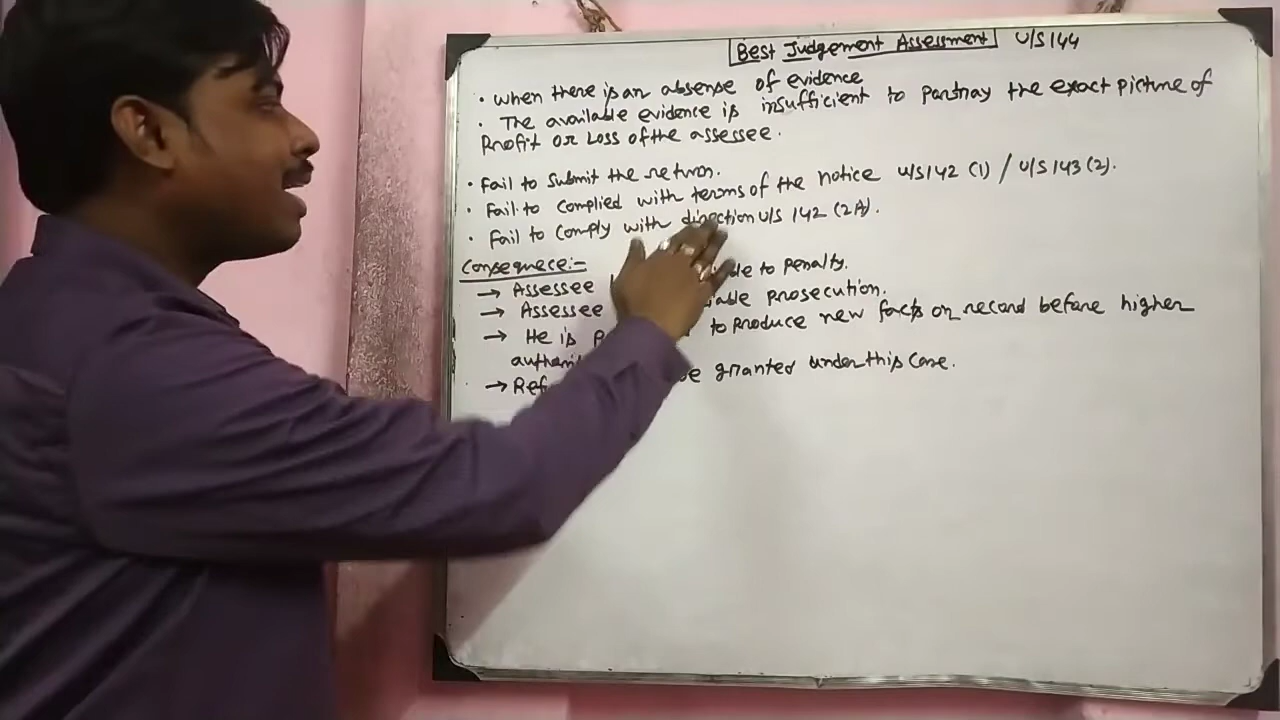 Best Judgement Assessment U/S 144
• When there is an absense of evidence
• The available evidence is insufficient to portray the exact picture of
Profit or Loss of the assessee.
• Fail to submit the return.
• Fail to complied with terms of the notice U/S 142 (1) / U/S 143 (2).
• Fail to comply with direction U/S 142 (2A).
Consequece:-
→ Assessee to Penalty.
→ Assessee prosecution.
→ He is to produce new facts or record before higher
→ granted under this case.